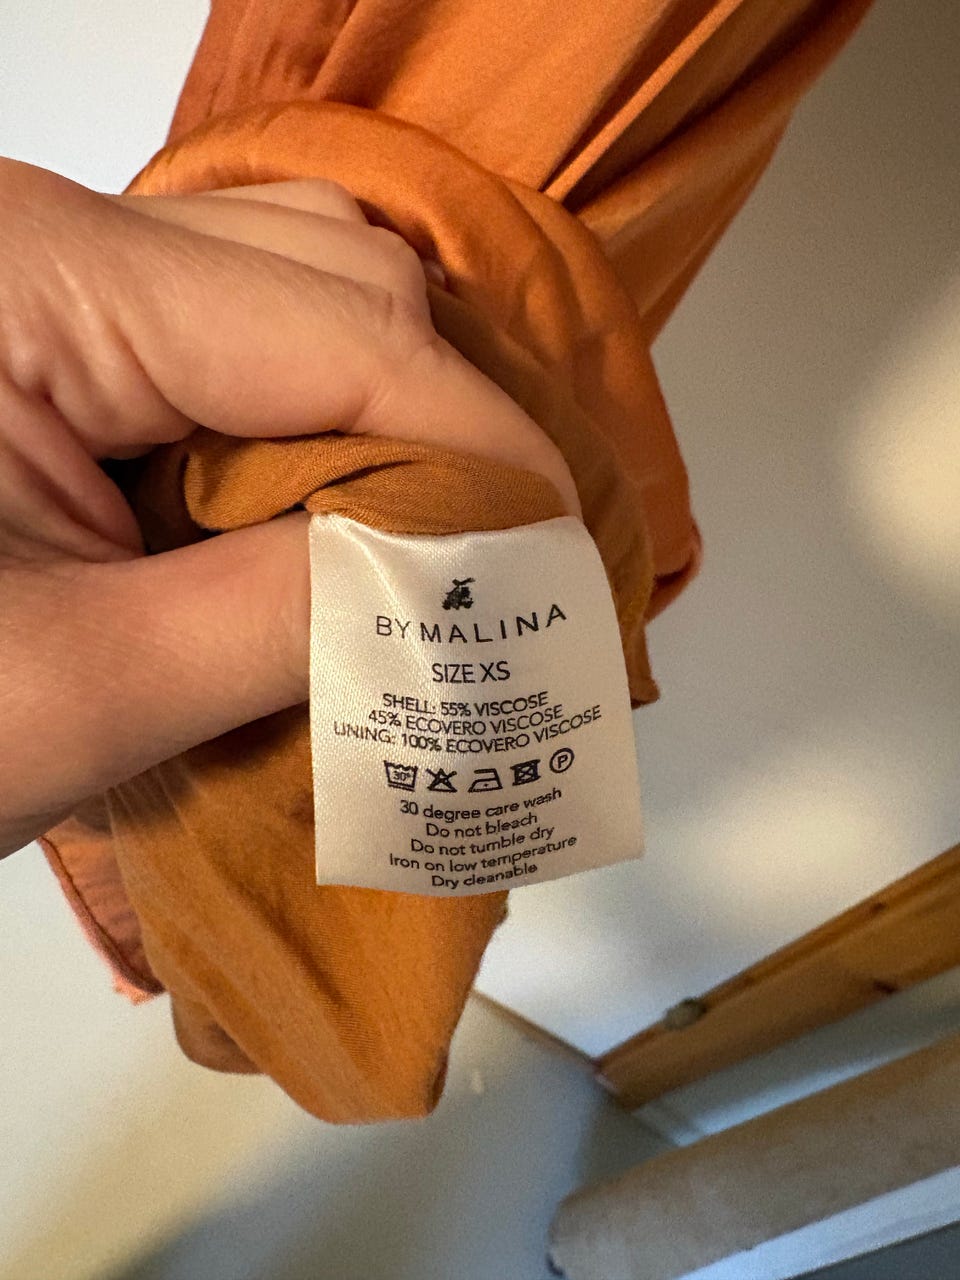 BY MALINA
SIZE XS
SHELL: 55% VISCOSE
45% ECOVERO VISCOSE
LINING: 100% ECOVERO VISCOSE
30° P
30 degree care wash
Do not bleach
Do not tumble dry
Iron on low temperature
Dry cleanable